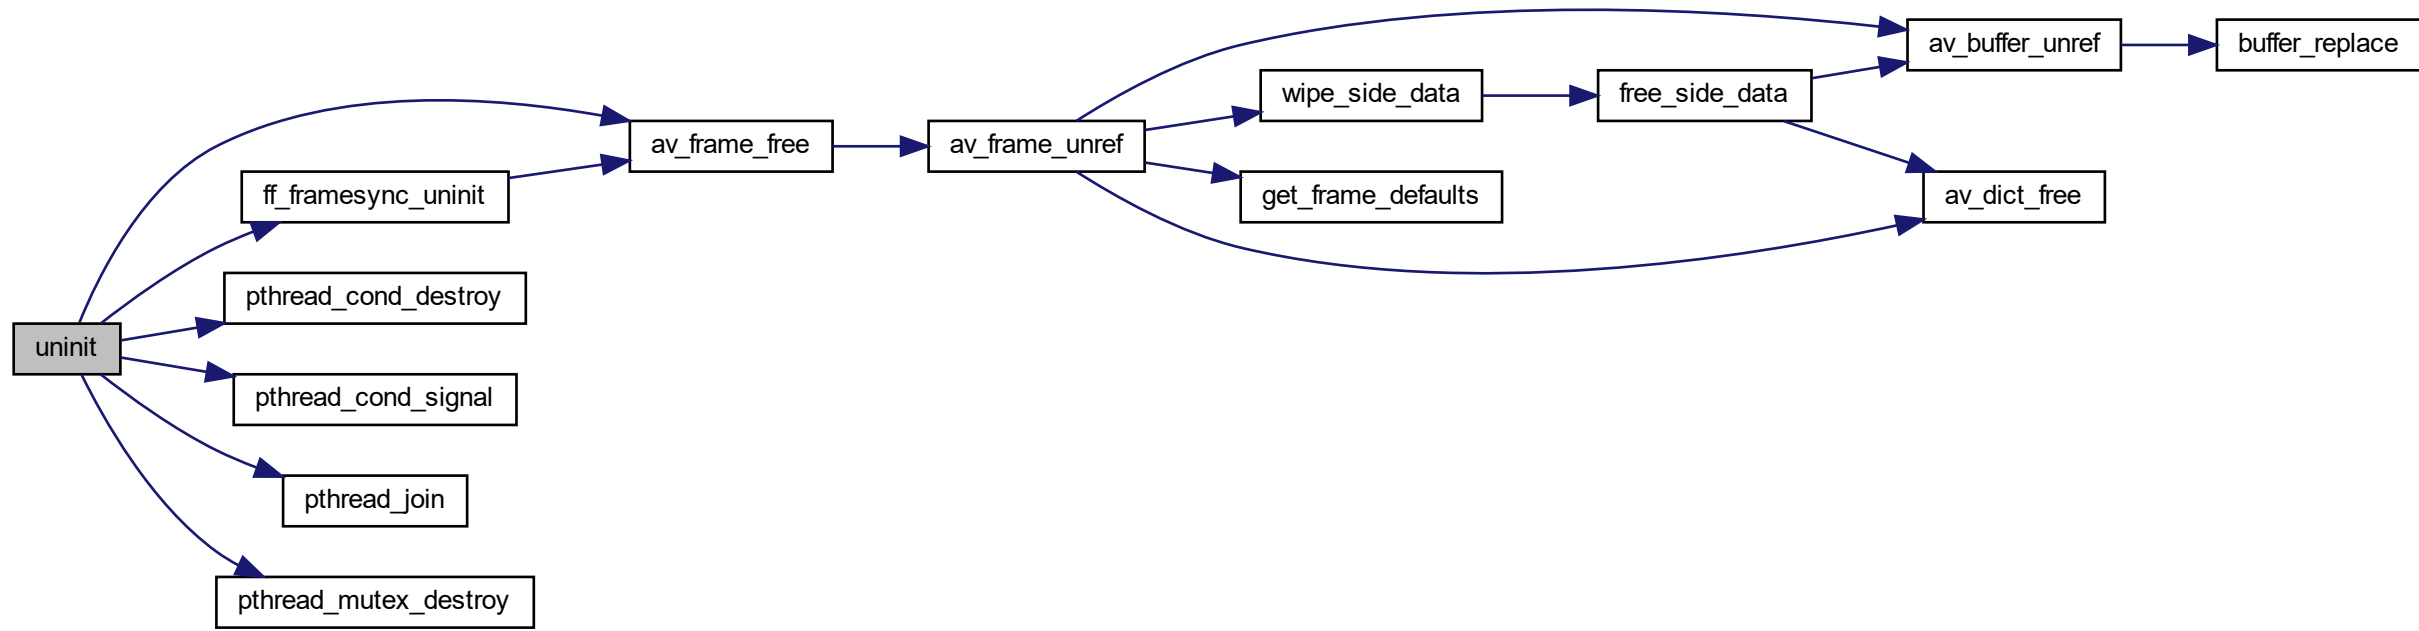 av_buffer_unref
buffer_replace
wipe_side_data
free_side_data
av_frame_free
av_frame_unref
ff_framesync_uninit
get_frame_defaults
av_dict_free
pthread_cond_destroy
uninit
pthread_cond_signal
pthread_join
pthread_mutex_destroy